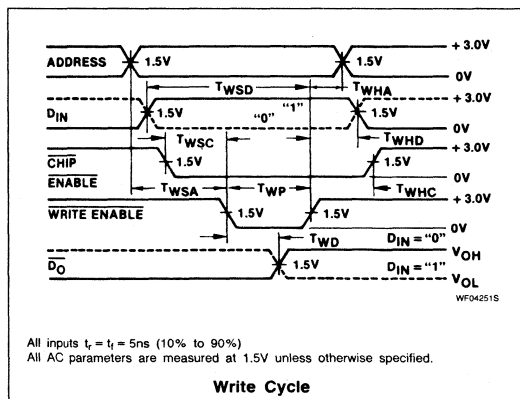 +3.0V
ADDRESS
1.5V
1.5V
0V
TWSD
TWHA
+3.0V
"1"
DIN
1.5V
"0"
1.5V
0V
TWSC
TWHD
+3.0V
CHIP
ENABLE
1.5V
1.5V
0V
TWSA
TWP
TWHC
+3.0V
WRITE ENABLE
1.5V
1.5V
0V
TWD
DIN = "0"
VOH
DO
1.5V
DIN = "1"
VOL
WF04251S
All inputs tr = tf = 5ns (10% to 90%)
All AC parameters are measured at 1.5V unless otherwise specified.
Write Cycle